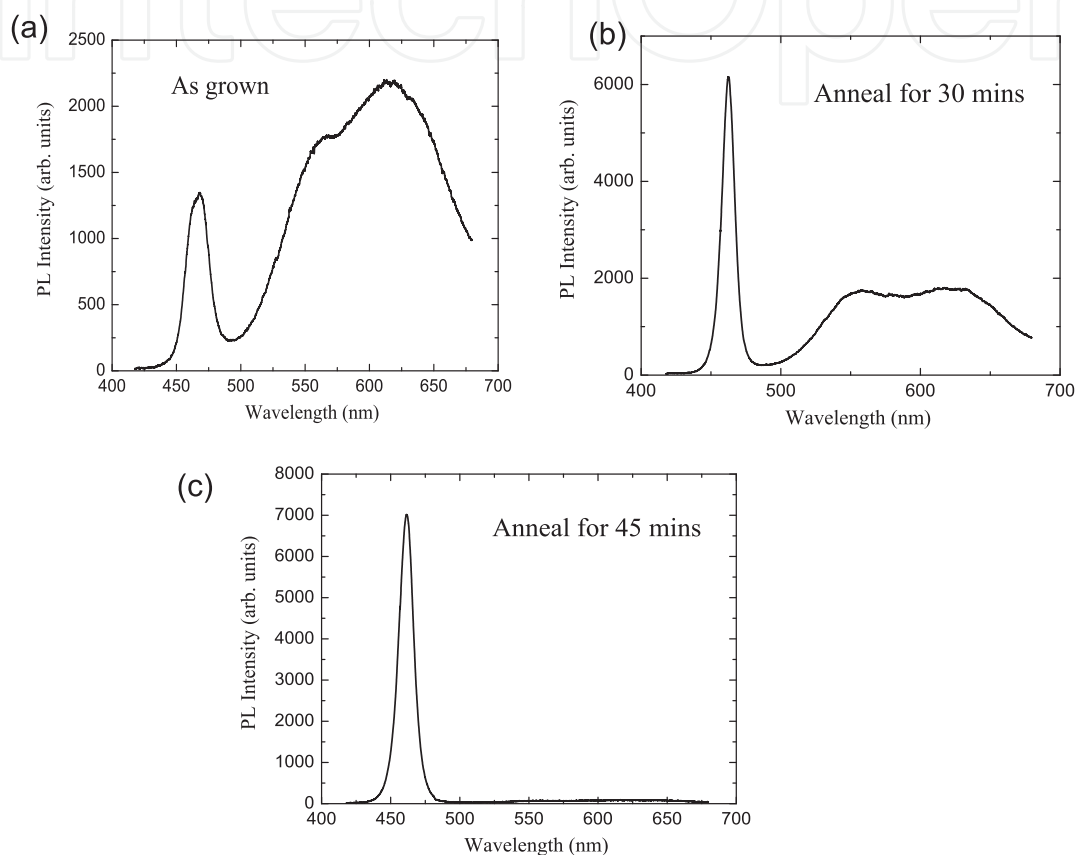 (a)
2500
2000
1500
1000
500
0
As grown
PL Intensity (arb. units)
400 450 500 550 600 650 700
Wavelength (nm)
(b)
6000
4000
2000
0
Anneal for 30 mins
PL Intensity (arb. units)
400 500 600 700
Wavelength (nm)
(c)
8000
7000
6000
5000
4000
3000
2000
1000
0
Anneal for 45 mins
PL Intensity (arb. units)
400 450 500 550 600 650 700
Wavelength (nm)